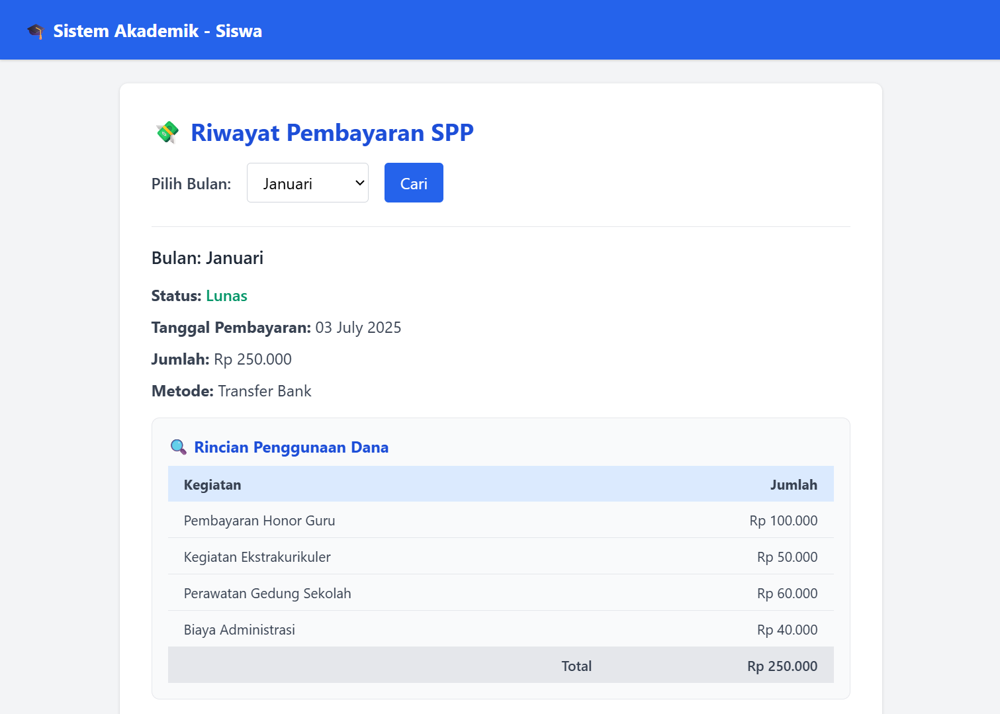 Sistem Akademik - Siswa
Riwayat Pembayaran SPP
Pilih Bulan: Januari Cari
Bulan: Januari
Status: Lunas
Tanggal Pembayaran: 03 July 2025
Jumlah: Rp 250.000
Metode: Transfer Bank
Rincian Penggunaan Dana
Kegiatan Jumlah
Pembayaran Honor Guru Rp 100.000
Kegiatan Ekstrakurikuler Rp 50.000
Perawatan Gedung Sekolah Rp 60.000
Biaya Administrasi Rp 40.000
Total Rp 250.000